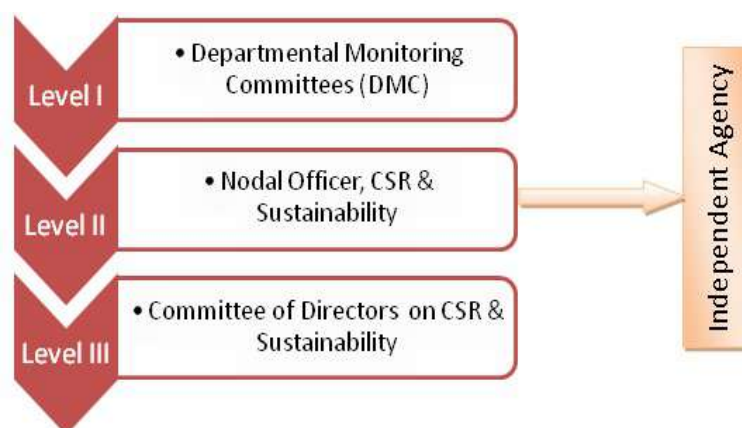 Level I
• Departmental Monitoring
Committees (DMC)
Level II
• Nodal Officer, CSR &
Sustainability
Level III
• Committee of Directors on CSR &
Sustainability
Independent Agency